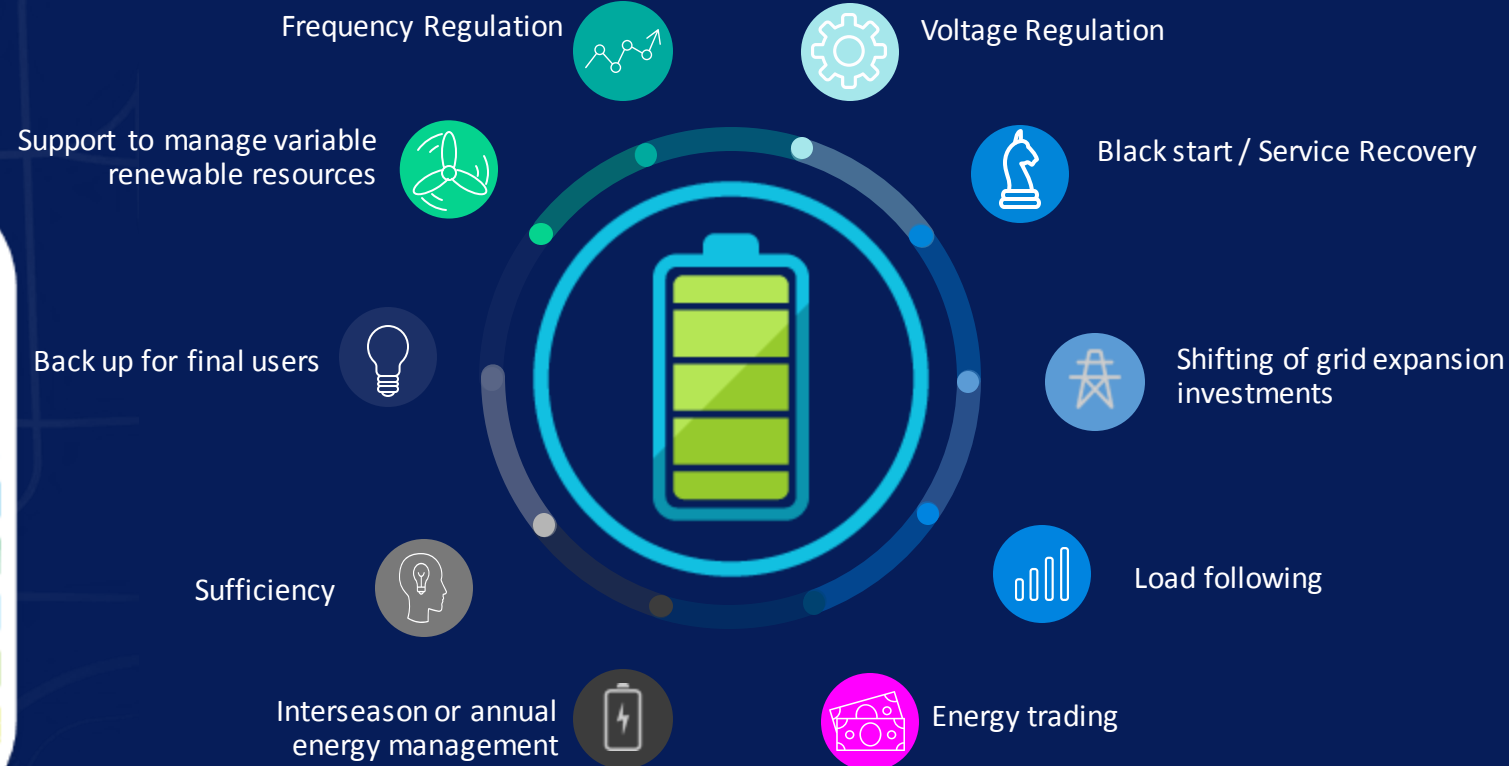 Frequency Regulation
Voltage Regulation
Support to manage variable
renewable resources
Black start / Service Recovery
Back up for final users
Shifting of grid expansion
investments
Sufficiency
Load following
Interseason or annual
energy management
Energy trading